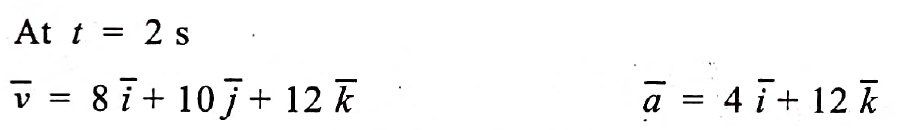 At t = 2 s
v̅ = 8 i̅ + 10 j̅ + 12 k̅ a̅ = 4 i̅ + 12 k̅